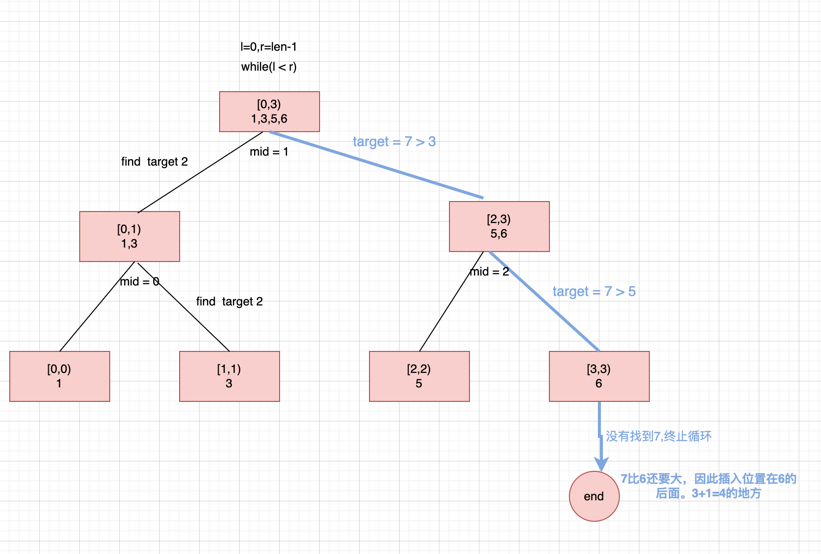 l=0,r=len-1
while(l < r)
[0,3)
1,3,5,6
target = 7 > 3
find  target 2
mid = 1
[0,1)
1,3
[2,3)
5,6
mid = 0
mid = 2
find  target 2
target = 7 > 5
[0,0)
1
[1,1)
3
[2,2)
5
[3,3)
6
没有找到7,终止循环
end
7比6还要大，因此插入位置在6的
后面。3+1=4的地方